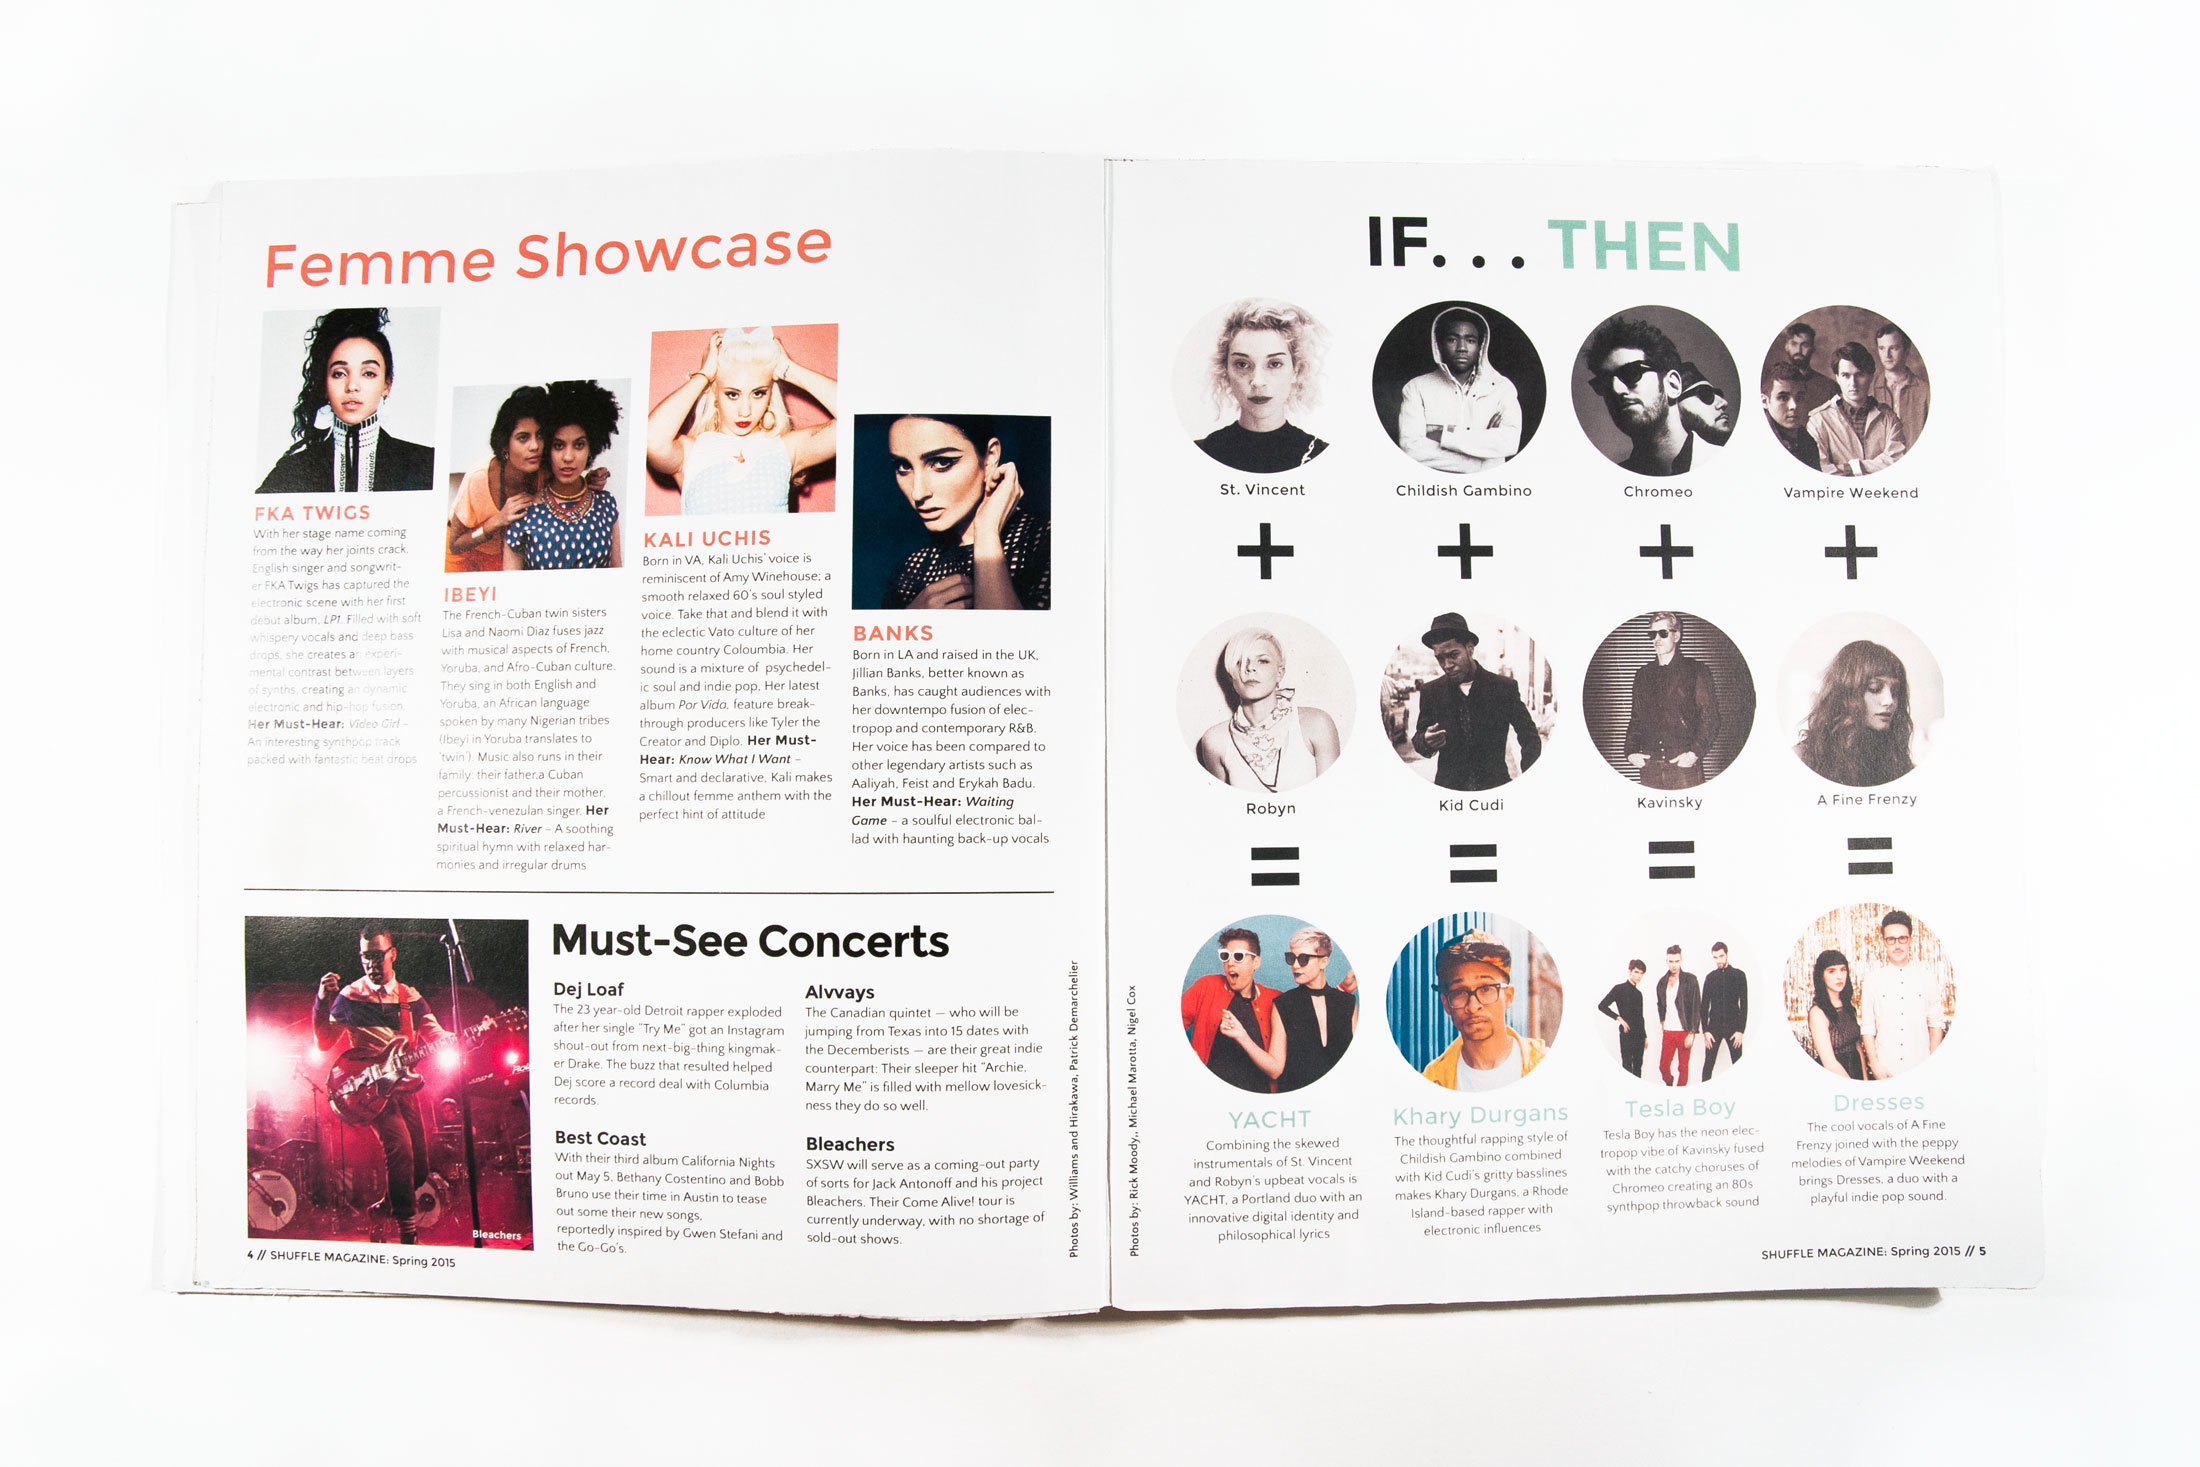 Femme Showcase
FKA TWIGS
With her stage name coming
from the way her joints crack,
English singer and songwrit-
er FKA Twigs has captured the
electronic scene with her first
debut album, LP1. Filled with soft
whispery vocals and deep bass
drops, she creates an experi-
mental contrast between layers
of synths, creating an dynamic
electronic and hip-hop fusion.
Her Must-Hear: Video Girl –
An interesting synthpop track
packed with fantastic beat drops
IBEYI
The French-Cuban twin sisters
Lisa and Naomi Diaz fuses jazz
with musical aspects of French,
Yoruba, and Afro-Cuban culture.
They sing in both English and
Yoruba, an African language
spoken by many Nigerian tribes
(Ibeyi in Yoruba translates to
'twin'). Music also runs in their
family: their father,a Cuban
percussionist and their mother,
a French-venezulan singer. Her
Must-Hear: River – A soothing
spiritual hymn with relaxed har-
monies and irregular drums
KALI UCHIS
Born in VA, Kali Uchis' voice is
reminiscent of Amy Winehouse; a
smooth relaxed 60's soul styled
voice. Take that and blend it with
the eclectic Vato culture of her
home country Coloumbia. Her
sound is a mixture of psychedel-
ic soul and indie pop. Her latest
album Por Vida, feature break-
through producers like Tyler the
Creator and Diplo. Her Must-
Hear: Know What I Want –
Smart and declarative, Kali makes
a chillout femme anthem with the
perfect hint of attitude
BANKS
Born in LA and raised in the UK,
Jillian Banks, better known as
Banks, has caught audiences with
her downtempo fusion of elec-
tropop and contemporary R&B.
Her voice has been compared to
other legendary artists such as
Aaliyah, Feist and Erykah Badu.
Her Must-Hear: Waiting
Game – a soulful electronic bal-
lad with haunting back-up vocals
Bleachers
Must-See Concerts
Dej Loaf
The 23 year-old Detroit rapper exploded
after her single "Try Me" got an Instagram
shout-out from next-big-thing kingmak-
er Drake. The buzz that resulted helped
Dej score a record deal with Columbia
records.
Best Coast
With their third album California Nights
out May 5, Bethany Costentino and Bobb
Bruno use their time in Austin to tease
out some their new songs,
reportedly inspired by Gwen Stefani and
the Go-Go's.
Alvvays
The Canadian quintet — who will be
jumping from Texas into 15 dates with
the Decemberists — are their great indie
counterpart: Their sleeper hit "Archie,
Marry Me" is filled with mellow lovesick-
ness they do so well.
Bleachers
SXSW will serve as a coming-out party
of sorts for Jack Antonoff and his project
Bleachers. Their Come Alive! tour is
currently underway, with no shortage of
sold-out shows.
Photos by: Williams and Hirakawa, Patrick Demarchelier
4 // SHUFFLE MAGAZINE: Spring 2015
IF. . . THEN
St. Vincent
Childish Gambino
Chromeo
Vampire Weekend
+ + + +
Robyn
Kid Cudi
Kavinsky
A Fine Frenzy
= = = =
YACHT
Combining the skewed
instrumentals of St. Vincent
and Robyn's upbeat vocals is
YACHT, a Portland duo with an
innovative digital identity and
philosophical lyrics
Khary Durgans
The thoughtful rapping style of
Childish Gambino combined
with Kid Cudi's gritty basslines
makes Khary Durgans, a Rhode
Island-based rapper with
electronic influences
Tesla Boy
Tesla Boy has the neon elec-
tropop vibe of Kavinsky fused
with the catchy choruses of
Chromeo creating an 80s
synthpop throwback sound
Dresses
The cool vocals of A Fine
Frenzy joined with the peppy
melodies of Vampire Weekend
brings Dresses, a duo with a
playful indie pop sound.
Photos by: Rick Moody,, Michael Marotta, Nigel Cox
SHUFFLE MAGAZINE: Spring 2015 // 5